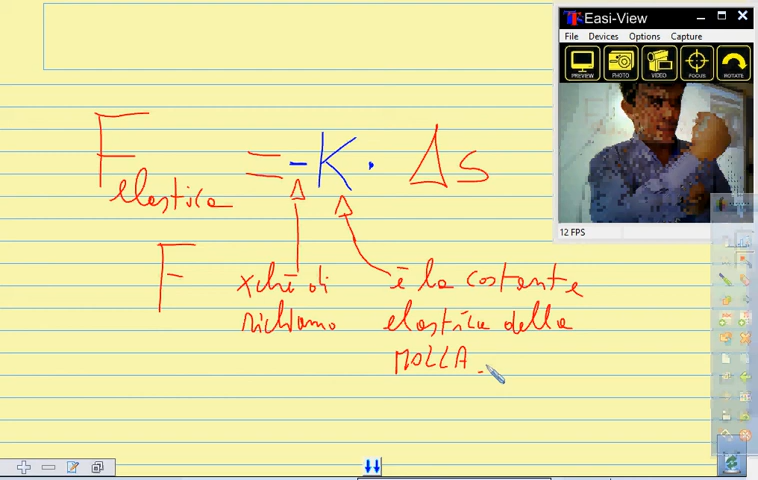 Easi-View
File Devices Options Capture
PREVIEW PHOTO VIDEO FOCUS ROTATE
12 FPS
F elastica = -K · Δs
F
xchè di richiamo
è la costante
elastica della
MOLLA.